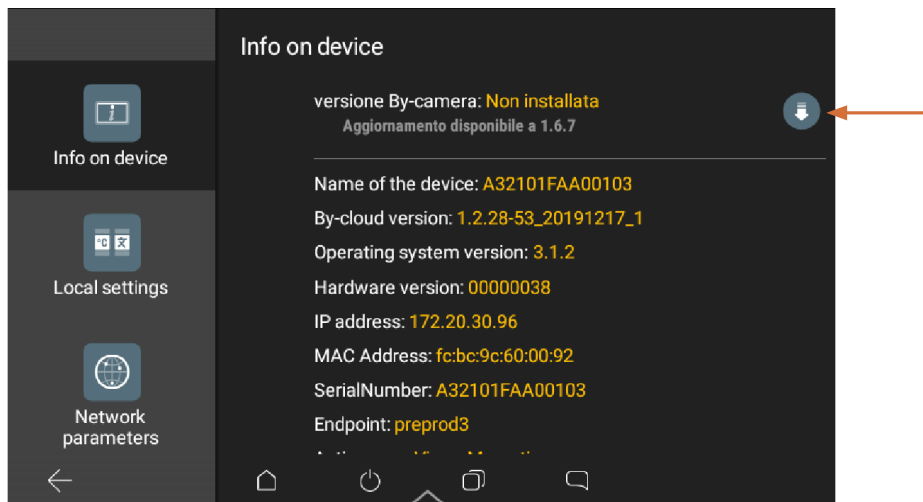 Info on device
versione By-camera: Non installata
Aggiornamento disponibile a 1.6.7
Info on device
Name of the device: A32101FAA00103
By-cloud version: 1.2.28-53_20191217_1
Operating system version: 3.1.2
Local settings
Hardware version: 00000038
IP address: 172.20.30.96
MAC Address: fc:bc:9c:60:00:92
SerialNumber: A32101FAA00103
Network
parameters
Endpoint: preprod3